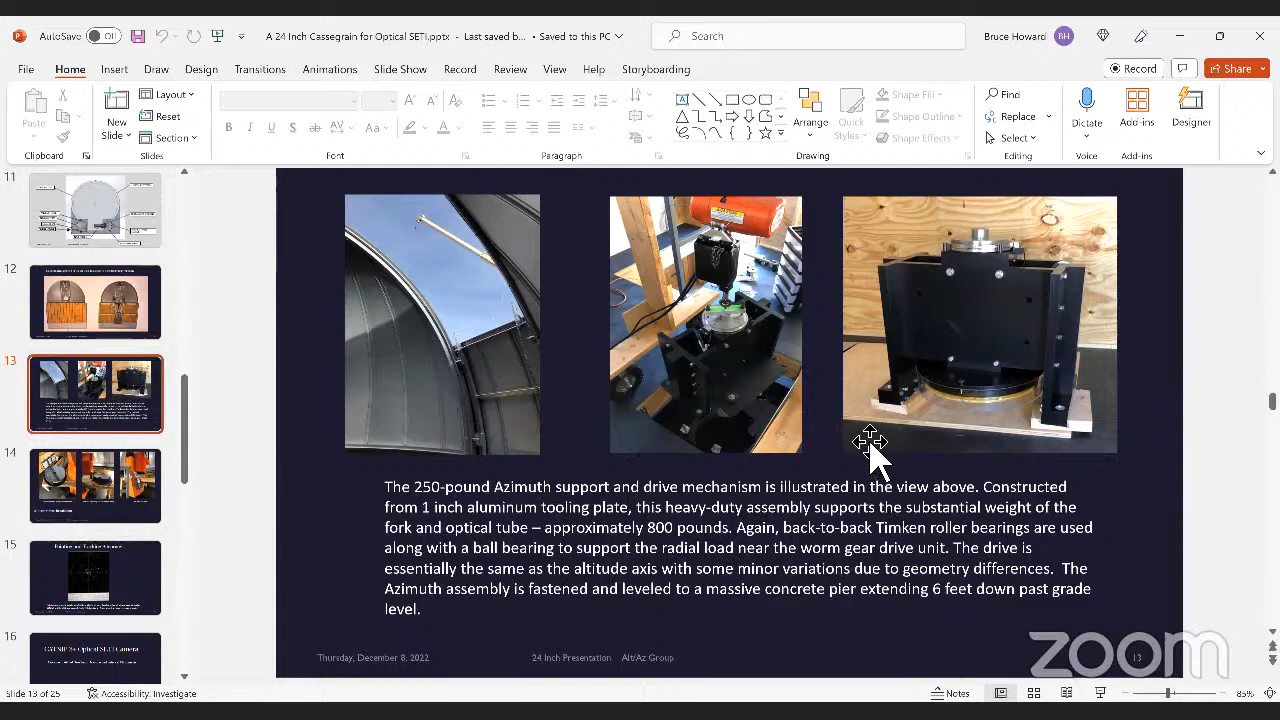 AutoSave Off A 24 Inch Cassegrain for Optical SETI.pptx - Last saved b... • Saved to this PC Search Bruce Howard BH
File Home Insert Draw Design Transitions Animations Slide Show Record Review View Help Storyboarding Record Share
Paste New Slide Layout Reset Section Shape Fill Shape Outline Shape Effects Arrange Quick Styles Find Replace Select Dictate Add-ins Designer
Clipboard Slides Font Paragraph Drawing Editing Voice Add-ins
11
12
13
14
15
Pointing and Tracking Accuracy
16
The 250-pound Azimuth support and drive mechanism is illustrated in the view above. Constructed
from 1 inch aluminum tooling plate, this heavy-duty assembly supports the substantial weight of the
fork and optical tube – approximately 800 pounds. Again, back-to-back Timken roller bearings are used
along with a ball bearing to support the radial load near the worm gear drive unit. The drive is
essentially the same as the altitude axis with some minor variations due to geometry differences. The
Azimuth assembly is fastened and leveled to a massive concrete pier extending 6 feet down past grade
level.
Thursday, December 8, 2022 24 Inch Presentation Alt/Az Group 13
zoom
Slide 13 of 25 Accessibility: Investigate Notes 85%